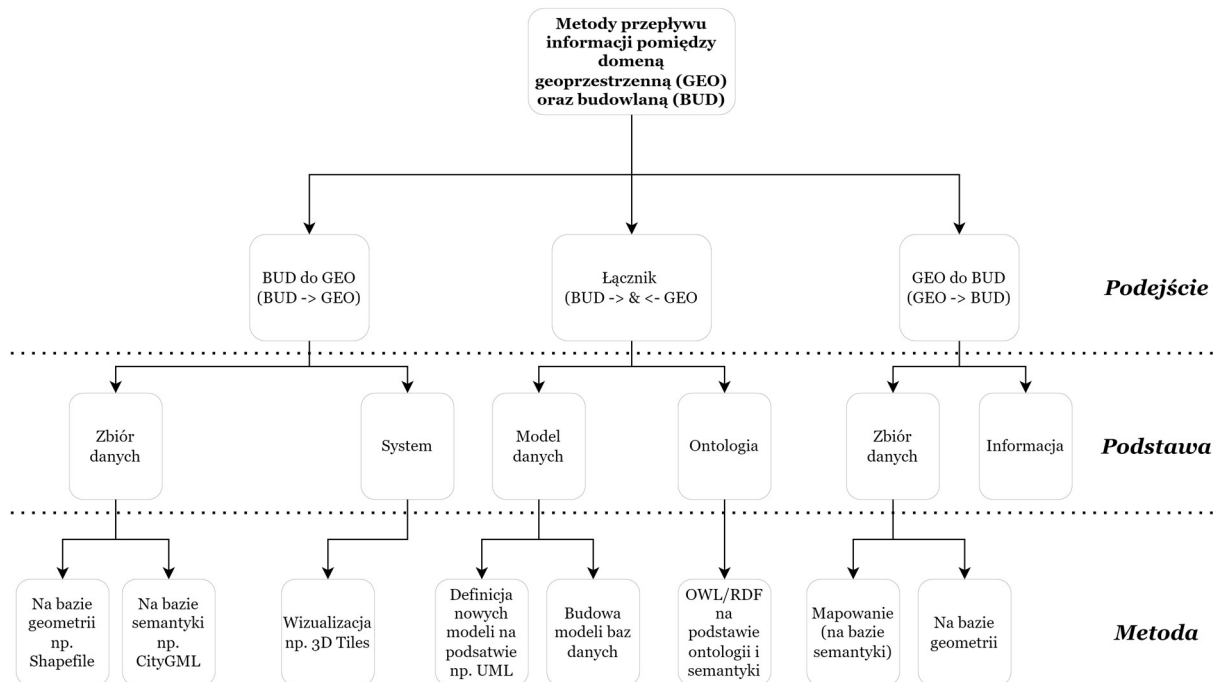 Metody przepływu
informacji pomiędzy
domeną
geoprzestrzenną (GEO)
oraz budowlaną (BUD)
BUD do GEO
(BUD -> GEO)
Łącznik
(BUD -> & <- GEO
GEO do BUD
(GEO -> BUD)
Podejście
Zbiór
danych
System
Model
danych
Ontologia
Zbiór
danych
Informacja
Podstawa
Na bazie
geometrii
np.
Shapefile
Na bazie
semantyki
np.
CityGML
Wizualizacja
np. 3D Tiles
Definicja
nowych
modeli na
podsatwie
np. UML
Budowa
modeli baz
danych
OWL/RDF
na
podstawie
ontologii i
semantyki
Mapowanie
(na bazie
semantyki)
Na bazie
geometrii
Metoda